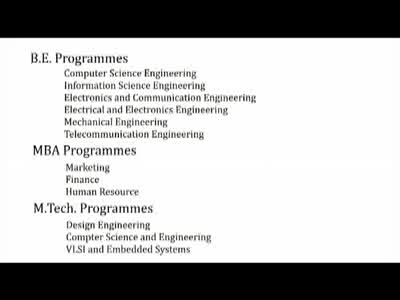 B.E. Programmes
Computer Science Engineering
Information Science Engineering
Electronics and Communication Engineering
Electrical and Electronics Engineering
Mechanical Engineering
Telecommunication Engineering
MBA Programmes
Marketing
Finance
Human Resource
M.Tech. Programmes
Design Engineering
Compter Science and Engineering
VLSI and Embedded Systems